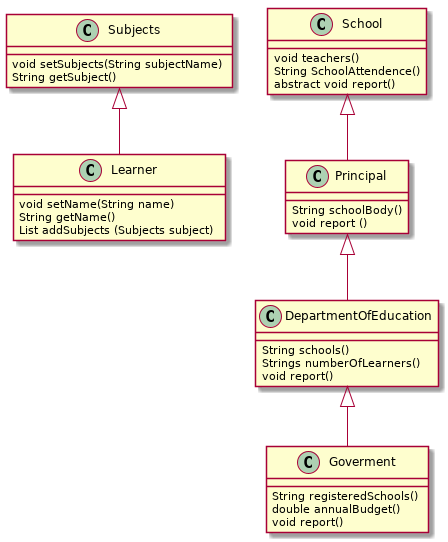 C Subjects
void setSubjects(String subjectName)
String getSubject()
C Learner
void setName(String name)
String getName()
List addSubjects (Subjects subject)
C School
void teachers()
String SchoolAttendence()
abstract void report()
C Principal
String schoolBody()
void report ()
C DepartmentOfEducation
String schools()
Strings numberOfLearners()
void report()
C Goverment
String registeredSchools()
double annualBudget()
void report()